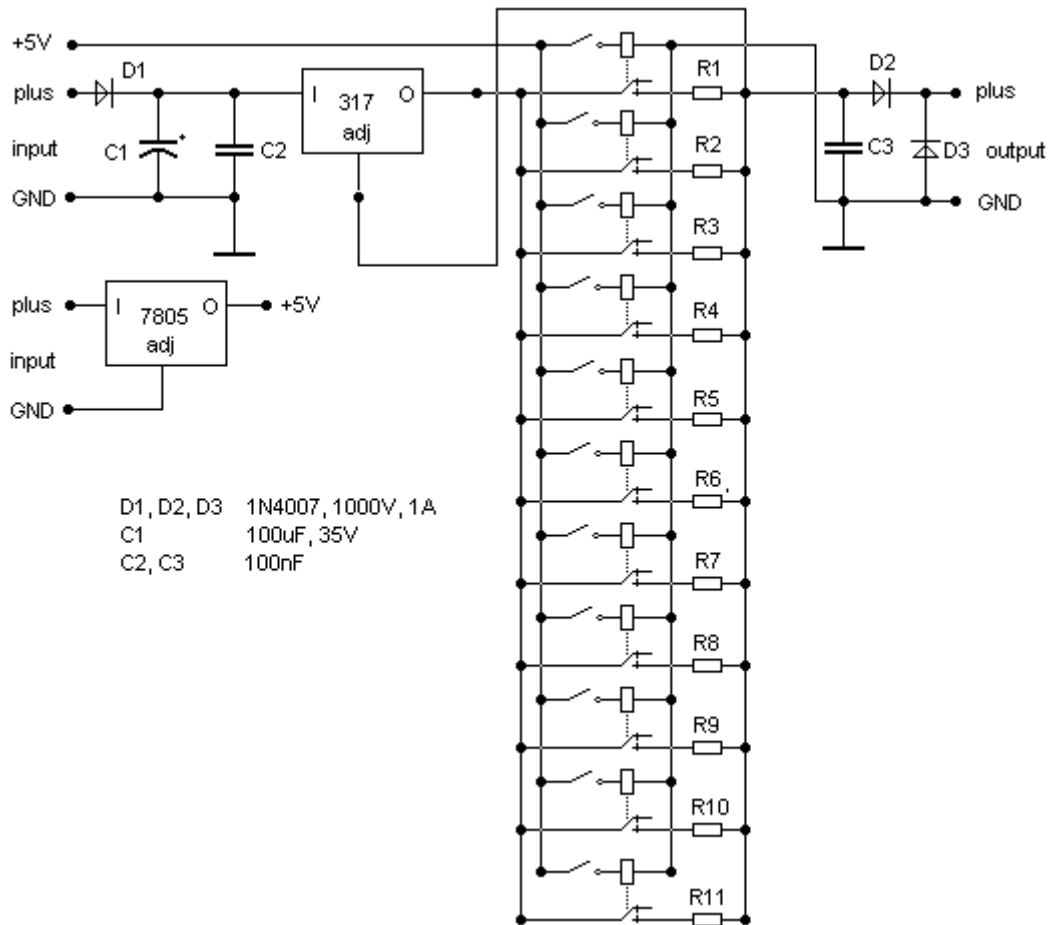 +5V
plus
D1
input
C1
+
C2
GND
I 317 O
adj
R1
R2
R3
R4
R5
R6.
R7
R8
R9
R10
R11
D2
plus
C3
D3 output
GND
plus
I 7805 O
adj
+5V
input
GND
D1, D2, D3 1N4007, 1000V, 1A
C1 100uF, 35V
C2, C3 100nF